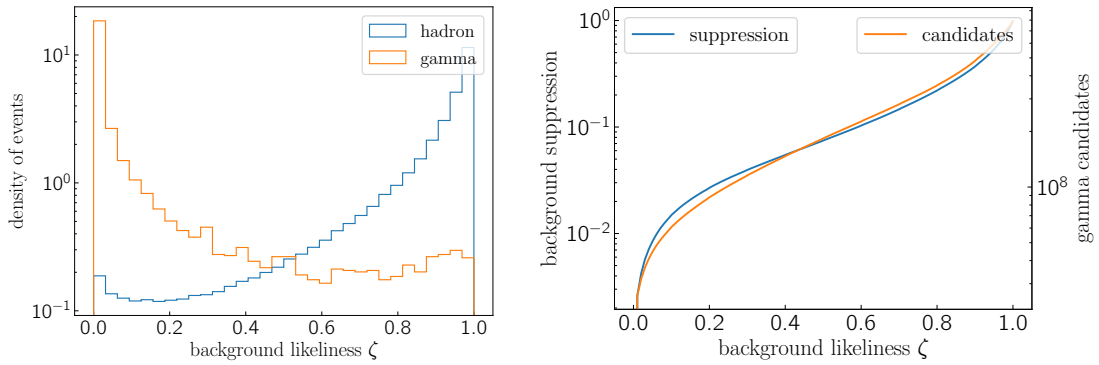 hadron
gamma
10¹
10⁰
10⁻¹
density of events
0.0 0.2 0.4 0.6 0.8 1.0
background likeliness ζ
suppression
candidates
10⁰
10⁻¹
10⁻²
background suppression
10⁸
gamma candidates
0.0 0.2 0.4 0.6 0.8 1.0
background likeliness ζ